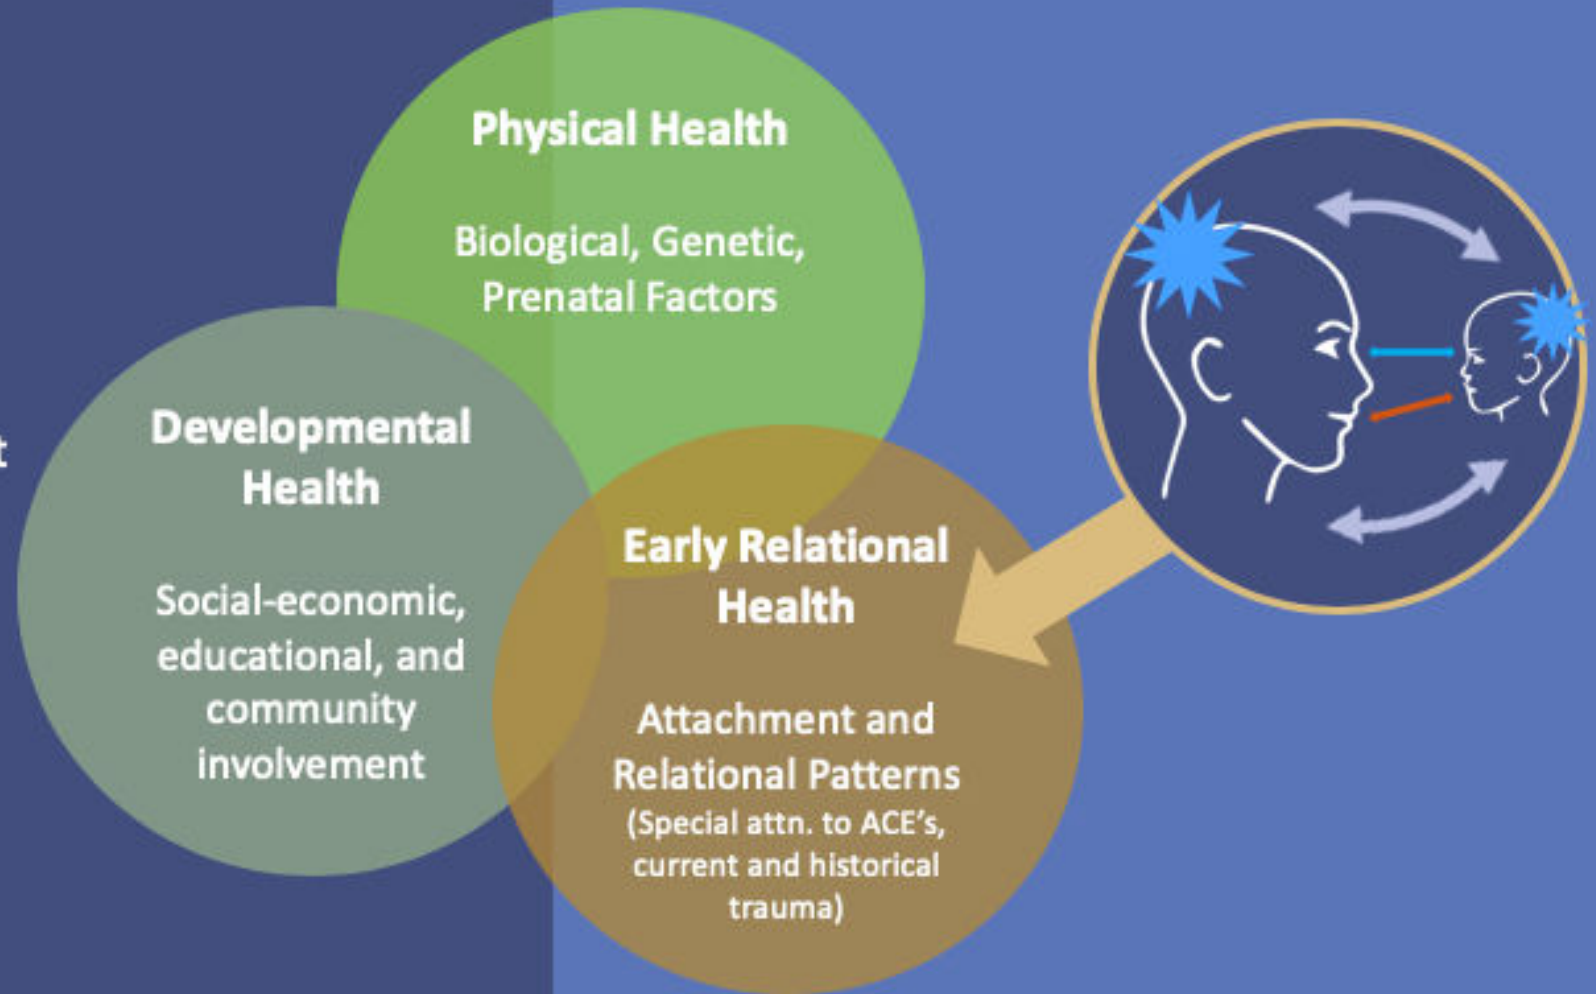 Physical Health
Biological, Genetic,
Prenatal Factors
Developmental
Health
Social-economic,
educational, and
community
involvement
Early Relational
Health
Attachment and
Relational Patterns
(Special attn. to ACE's,
current and historical
trauma)